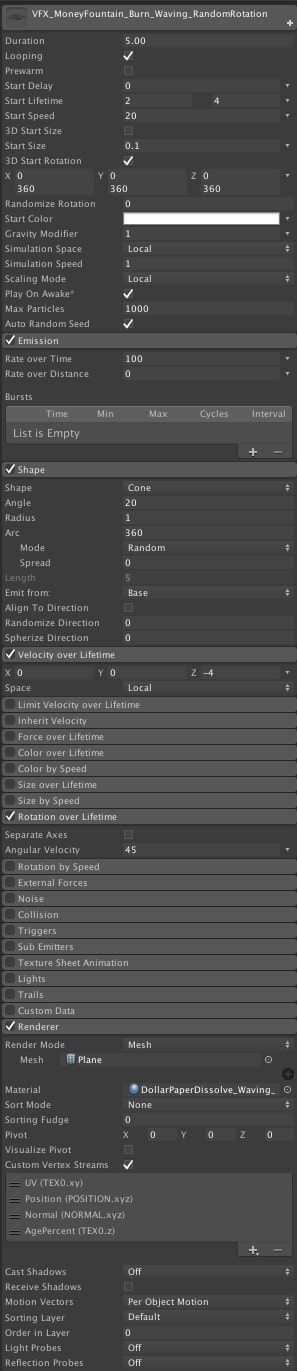 VFX_MoneyFountain_Burn_Waving_RandomRotation
Duration 5.00
Looping
Prewarm
Start Delay 0
Start Lifetime 2 4
Start Speed 20
3D Start Size
Start Size 0.1
3D Start Rotation
X 0 Y 0 Z 0
360 360 360
Randomize Rotation 0
Start Color
Gravity Modifier 1
Simulation Space Local
Simulation Speed 1
Scaling Mode Local
Play On Awake*
Max Particles 1000
Auto Random Seed
Emission
Rate over Time 100
Rate over Distance 0
Bursts
Time Min Max Cycles Interval
List is Empty
Shape
Shape Cone
Angle 20
Radius 1
Arc 360
Mode Random
Spread 0
Length 5
Emit from: Base
Align To Direction
Randomize Direction 0
Spherize Direction 0
Velocity over Lifetime
X 0 Y 0 Z -4
Space Local
Limit Velocity over Lifetime
Inherit Velocity
Force over Lifetime
Color over Lifetime
Color by Speed
Size over Lifetime
Size by Speed
Rotation over Lifetime
Separate Axes
Angular Velocity 45
Rotation by Speed
External Forces
Noise
Collision
Triggers
Sub Emitters
Texture Sheet Animation
Lights
Trails
Custom Data
Renderer
Render Mode Mesh
Mesh Plane
Material DollarPaperDissolve_Waving_
Sort Mode None
Sorting Fudge 0
Pivot X 0 Y 0 Z 0
Visualize Pivot
Custom Vertex Streams
UV (TEX0.xy)
Position (POSITION.xyz)
Normal (NORMAL.xyz)
AgePercent (TEX0.z)
Cast Shadows Off
Receive Shadows
Motion Vectors Per Object Motion
Sorting Layer Default
Order in Layer 0
Light Probes Off
Reflection Probes Off